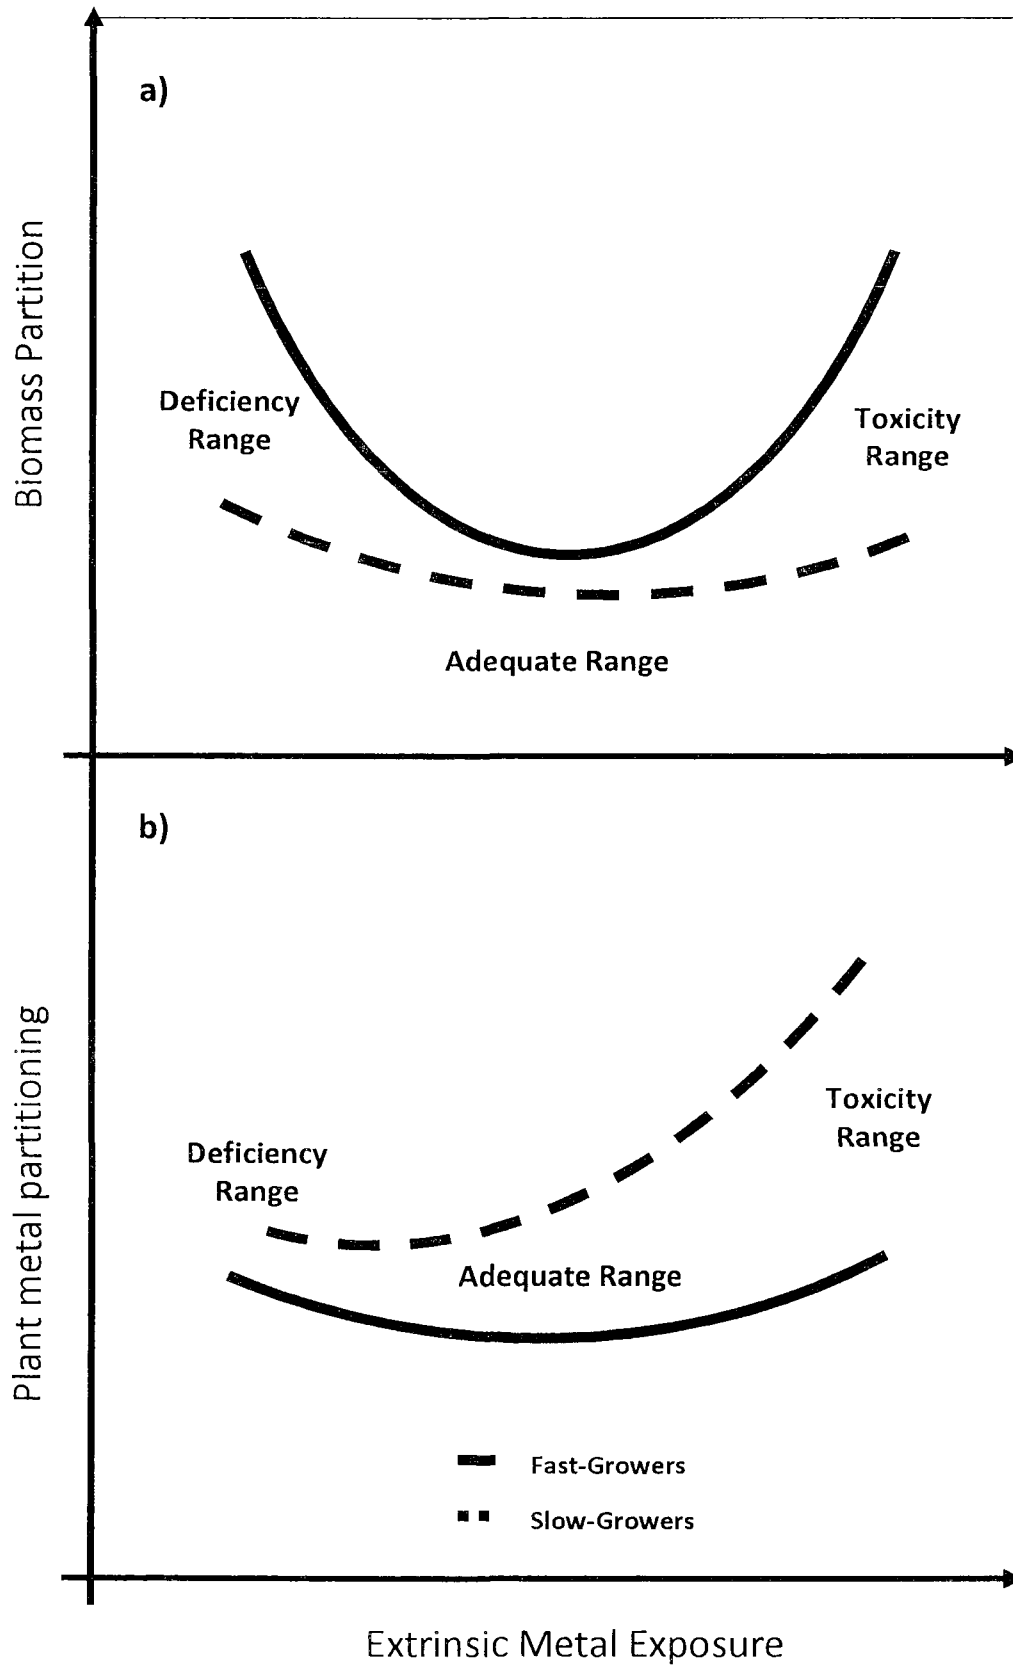 a)
Biomass Partition
Deficiency
Range
Toxicity
Range
Adequate Range
b)
Plant metal partitioning
Toxicity
Range
Deficiency
Range
Adequate Range
Fast-Growers
Slow-Growers
Extrinsic Metal Exposure